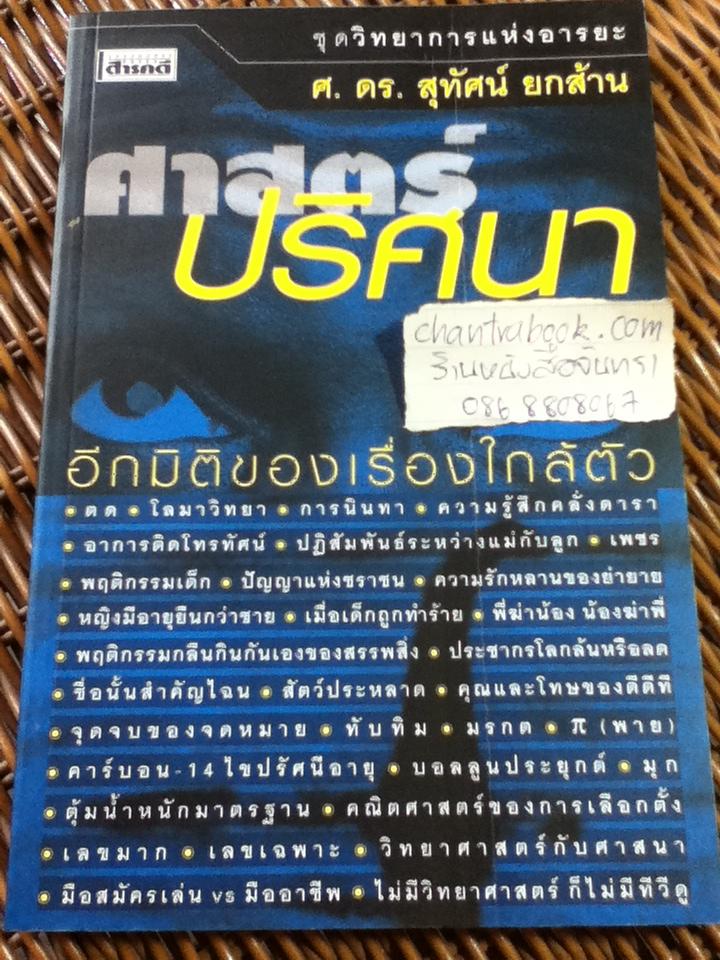 สารคดี
ชุดวิทยาการแห่งอารยะ
ศ. ดร. สุทัศน์ ยกส้าน
ศาสตร์
ปริศนา
chantrabook.com
ร้านหนังสือจันทรา
086 8808067
อีกมิติของเรื่องใกล้ตัว
• ตด • โลมาวิทยา • การนินทา • ความรู้สึกคลั่งดารา
• อาการติดโทรทัศน์ • ปฏิสัมพันธ์ระหว่างแม่กับลูก • เพชร
• พฤติกรรมเด็ก • ปัญญาแห่งชราชน • ความรักหลานของย่ายาย
• หญิงมีอายุยืนกว่าชาย • เมื่อเด็กถูกทำร้าย • พี่ฆ่าน้อง น้องฆ่าพี่
• พฤติกรรมกลืนกินกันเองของสรรพสิ่ง • ประชากรโลกล้นหรือลด
• ชื่อนั้นสำคัญไฉน • สัตว์ประหลาด • คุณและโทษของดีดีที
• จุดจบของจดหมาย • ทับทิม • มรกต • π (พาย)
• คาร์บอน-14 ไขปริศนีอายุ • บอลลูนประยุกต์ • มุก
• ตุ้มน้ำหนักมาตรฐาน • คณิตศาสตร์ของการเลือกตั้ง
• เลขมาก • เลขเฉพาะ • วิทยาศาสตร์กับศาสนา
• มือสมัครเล่น vs มืออาชีพ • ไม่มีวิทยาศาสตร์ ก็ไม่มีทีวีดู